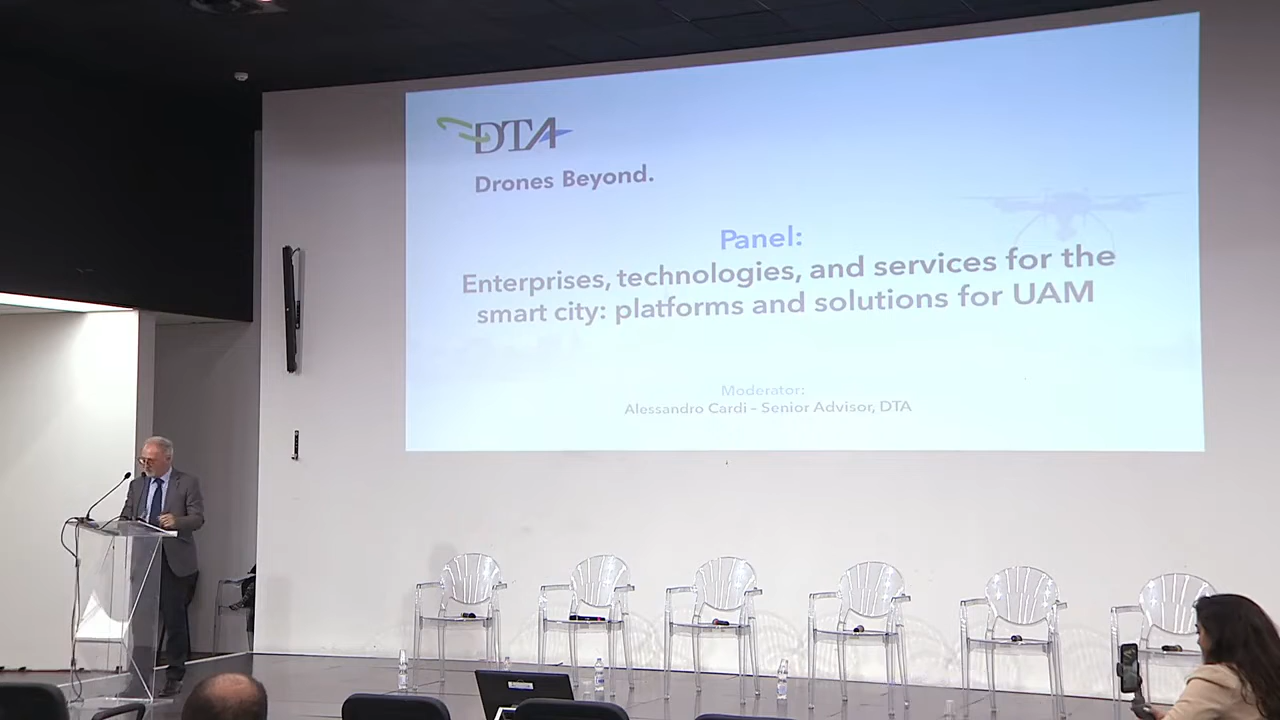 DTA
Drones Beyond.
Panel:
Enterprises, technologies, and services for the
smart city: platforms and solutions for UAM
Moderator:
Alessandro Cardi – Senior Advisor, DTA